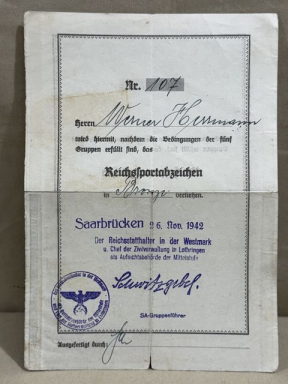 Nr. 107
Herrn Werner Herrmann
wird hiermit, nachdem die Bedingungen der fünf
Gruppen erfüllt sind, das
Reichssportabzeichen
in Bronze verliehen.
Saarbrücken 26. Nov. 1942
Der Reichsstatthalter in der Westmark
u. Chef der Zivilverwaltung in Lothringen
als Aufsichtsbehörde der Mittelstufe
Schwitzgebel.
SA-Gruppenführer
Ausgefertigt durch: